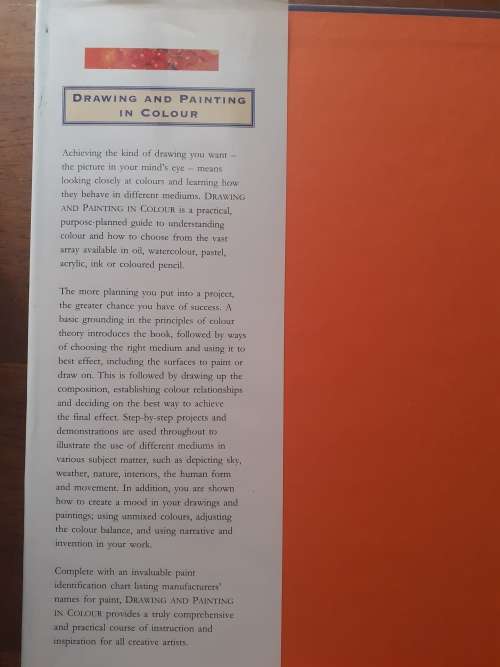 DRAWING AND PAINTING
IN COLOUR
Achieving the kind of drawing you want –
the picture in your mind's eye – means
looking closely at colours and learning how
they behave in different mediums. DRAWING
AND PAINTING IN COLOUR is a practical,
purpose-planned guide to understanding
colour and how to choose from the vast
array available in oil, watercolour, pastel,
acrylic, ink or coloured pencil.
The more planning you put into a project,
the greater chance you have of success. A
basic grounding in the principles of colour
theory introduces the book, followed by ways
of choosing the right medium and using it to
best effect, including the surfaces to paint or
draw on. This is followed by drawing up the
composition, establishing colour relationships
and deciding on the best way to achieve
the final effect. Step-by-step projects and
demonstrations are used throughout to
illustrate the use of different mediums in
various subject matter, such as depicting sky,
weather, nature, interiors, the human form
and movement. In addition, you are shown
how to create a mood in your drawings and
paintings; using unmixed colours, adjusting
the colour balance, and using narrative and
invention in your work.
Complete with an invaluable paint
identification chart listing manufacturers'
names for paint, DRAWING AND PAINTING
IN COLOUR provides a truly comprehensive
and practical course of instruction and
inspiration for all creative artists.